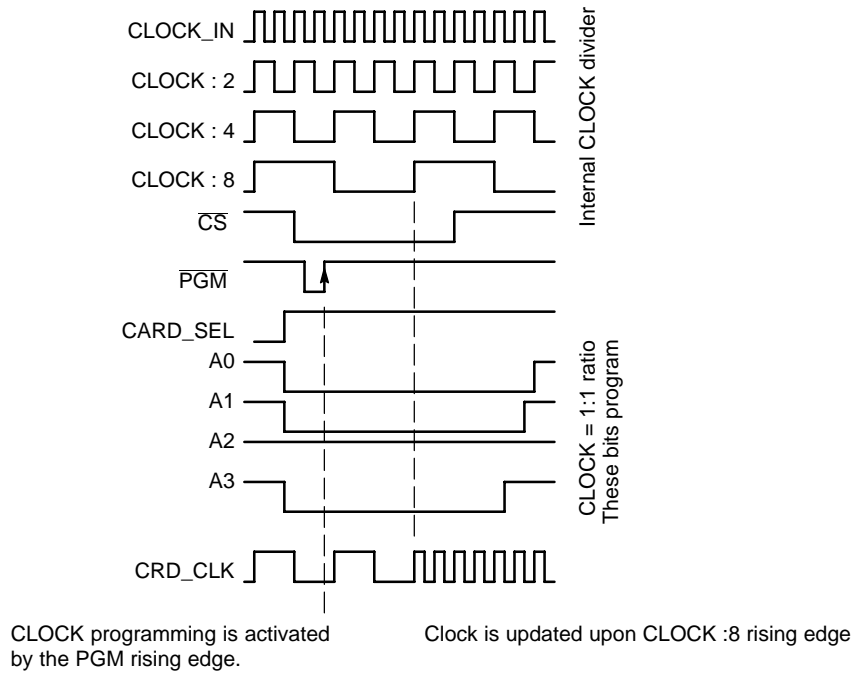 CLOCK_IN
CLOCK : 2
CLOCK : 4
CLOCK : 8
CS
PGM
CARD_SEL
A0
A1
A2
A3
CRD_CLK
Internal CLOCK divider
CLOCK = 1:1 ratio
These bits program
CLOCK programming is activated
by the PGM rising edge.
Clock is updated upon CLOCK :8 rising edge